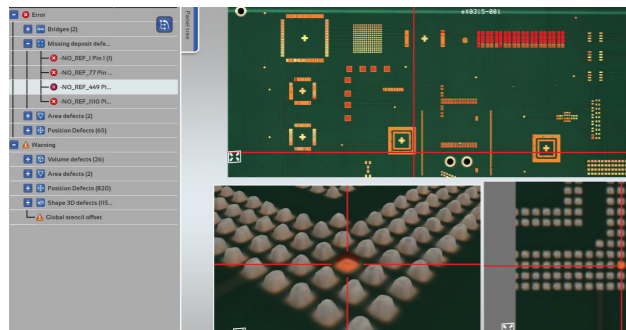 Error
Bridges (2)
Missing deposit defe...
-NO_REF_1 Pin 1 (1)
-NO_REF_77 Pin ...
-NO_REF_449 Pi...
-NO_REF_1110 Pi...
Area defects (2)
Position Defects (65)
Warning
Volume defects (26)
Area defects (2)
Position Defects (820)
Shape 3D defects (115...
Global stencil offset
Panel tree